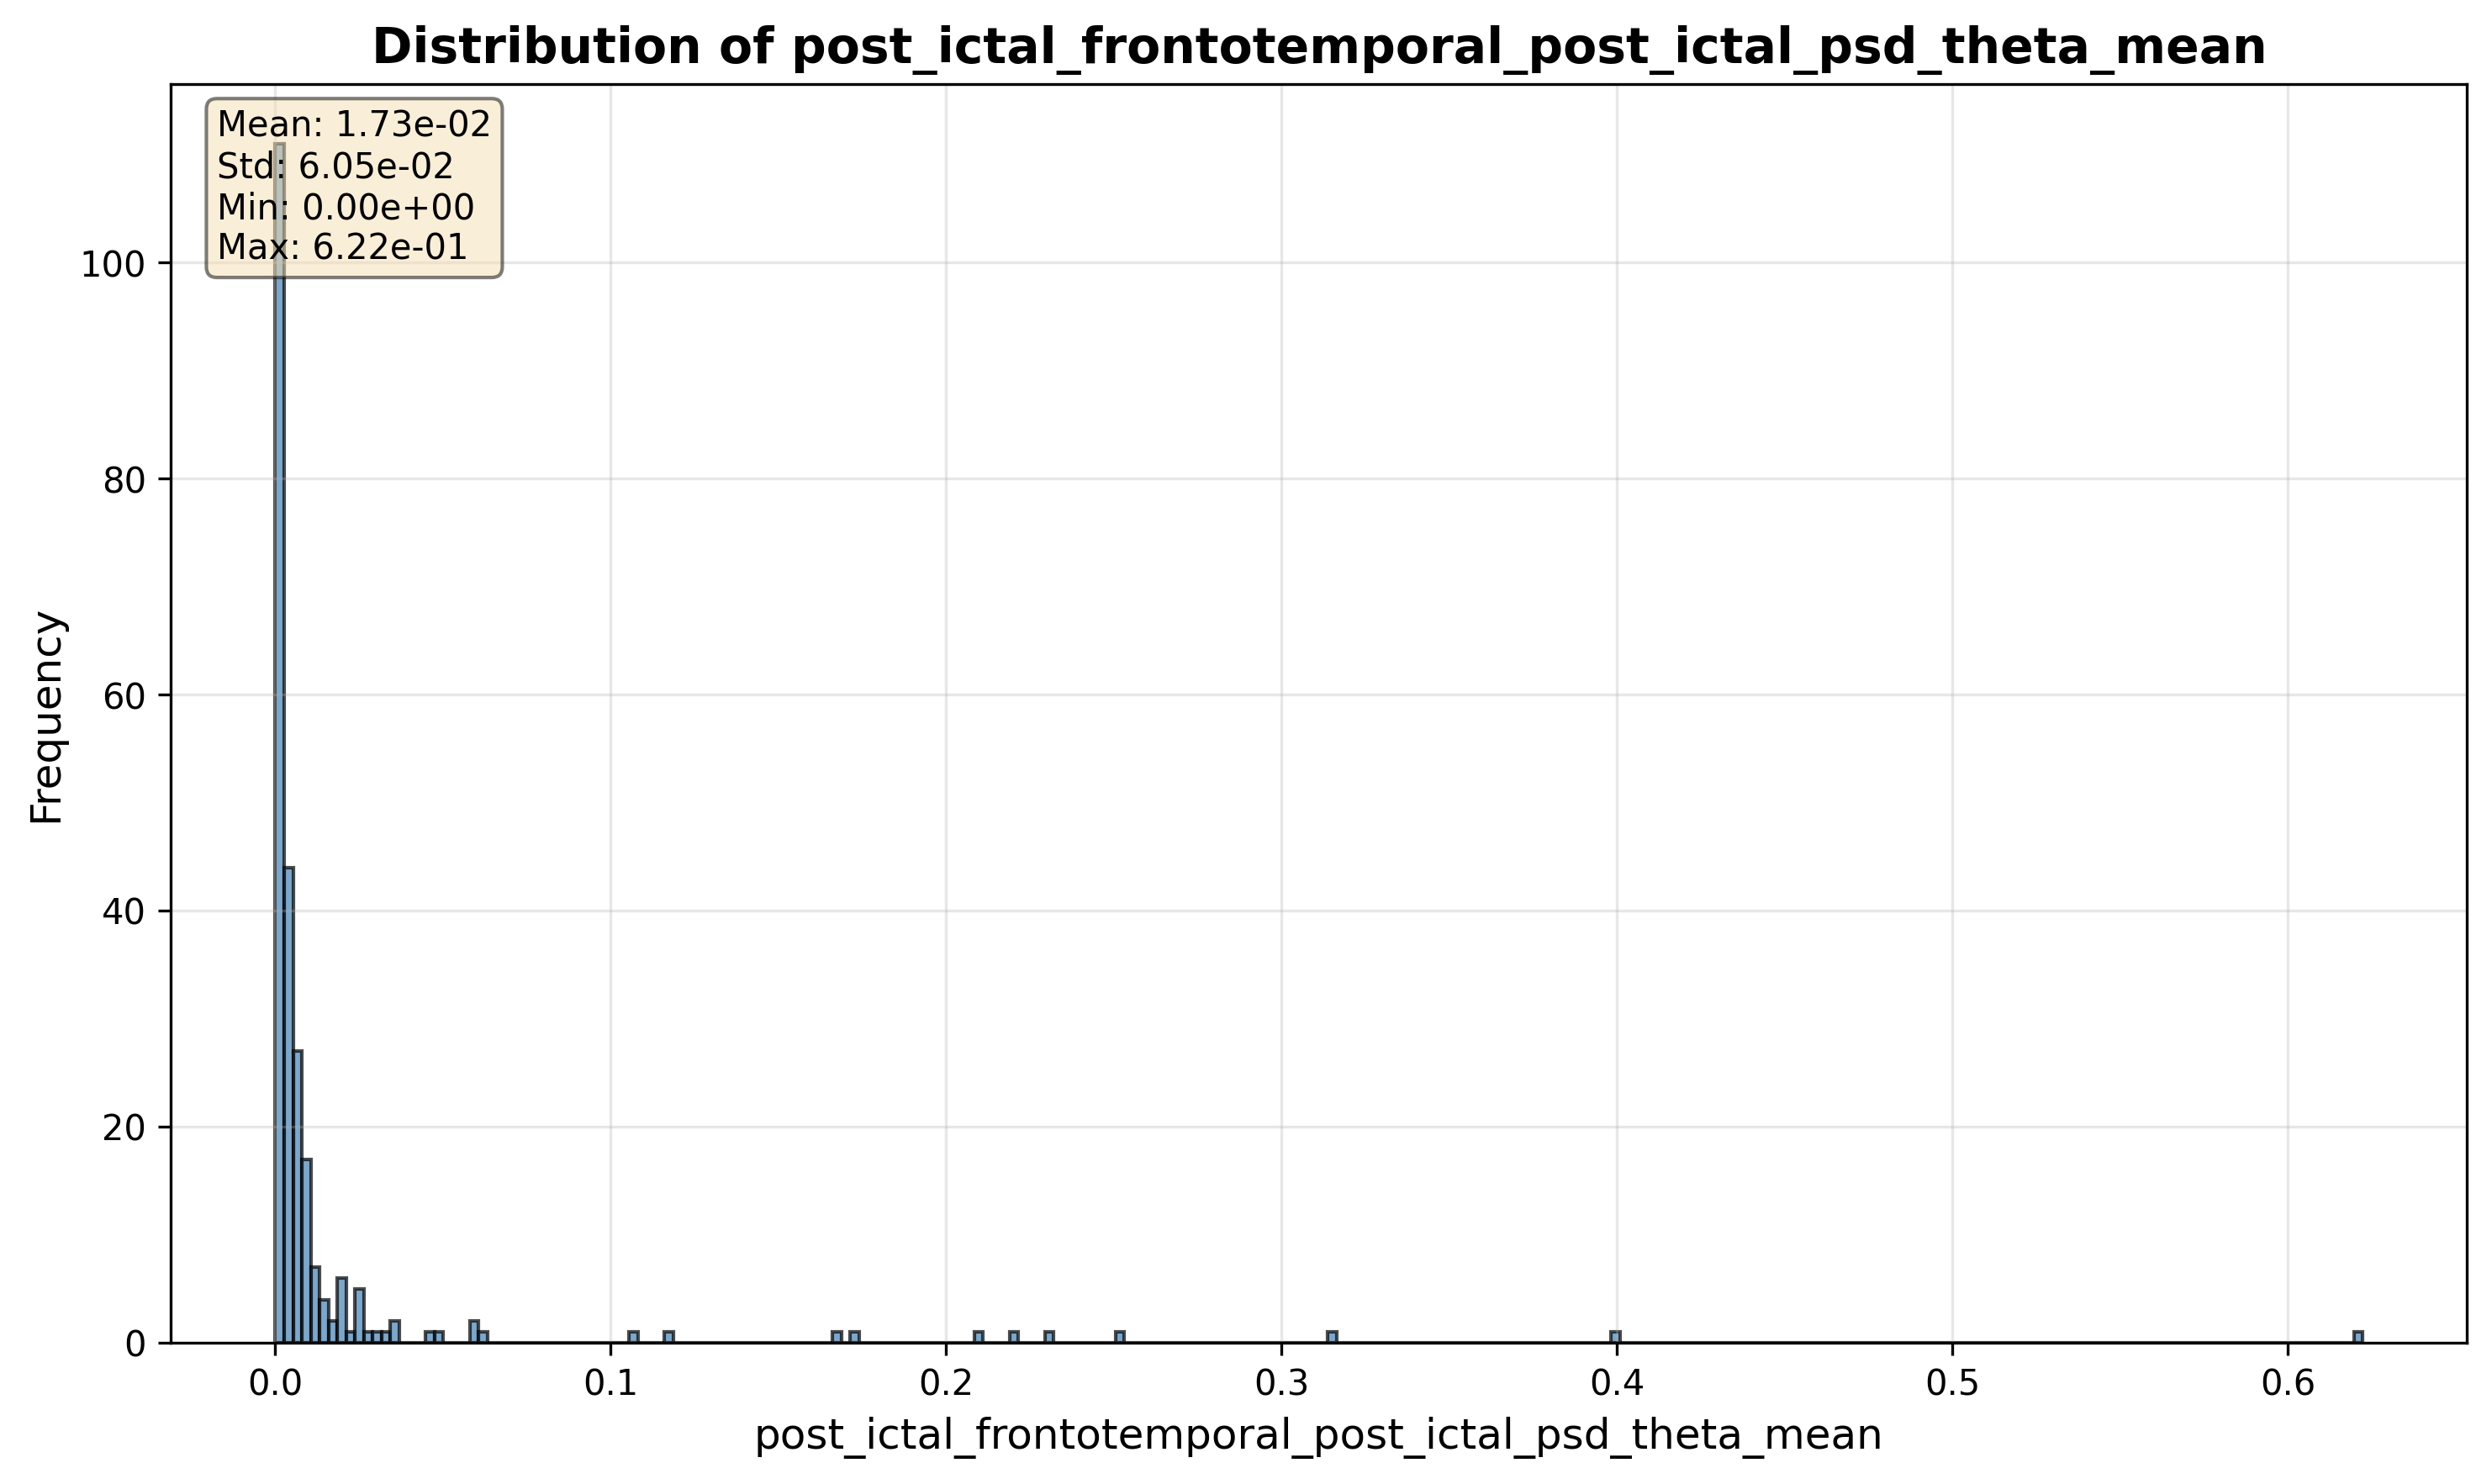 Distribution of post_ictal_frontotemporal_post_ictal_psd_theta_mean
Mean: 1.73e-02
Std: 6.05e-02
Min: 0.00e+00
Max: 6.22e-01
100
80
60
40
20
0
Frequency
0.0 0.1 0.2 0.3 0.4 0.5 0.6
post_ictal_frontotemporal_post_ictal_psd_theta_mean